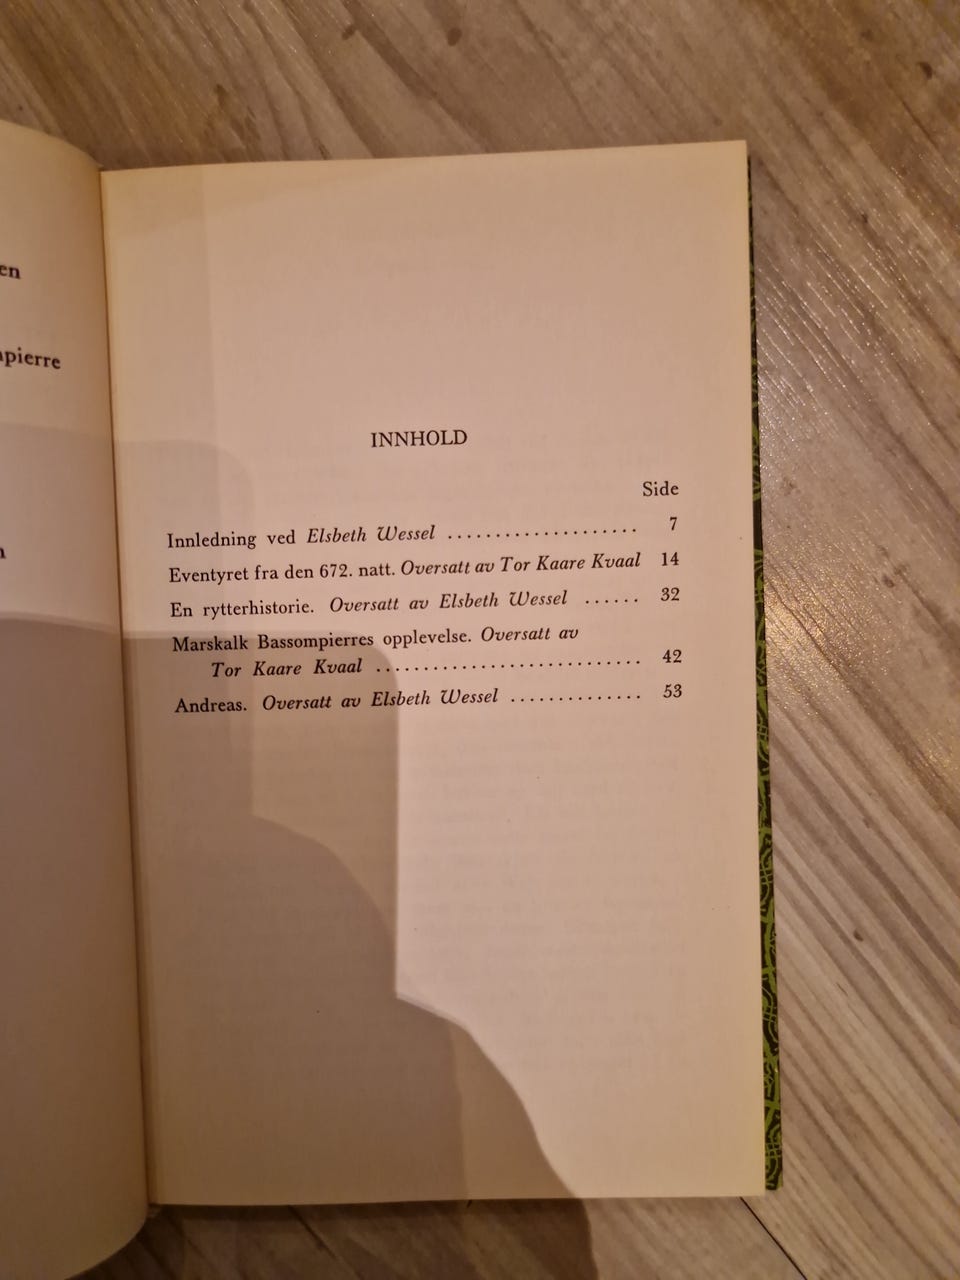 en
pierre
n
INNHOLD
Side
Innledning ved Elsbeth Wessel .................... 7
Eventyret fra den 672. natt. Oversatt av Tor Kaare Kvaal 14
En rytterhistorie. Oversatt av Elsbeth Wessel ...... 32
Marskalk Bassompierres opplevelse. Oversatt av
Tor Kaare Kvaal ............................ 42
Andreas. Oversatt av Elsbeth Wessel .............. 53